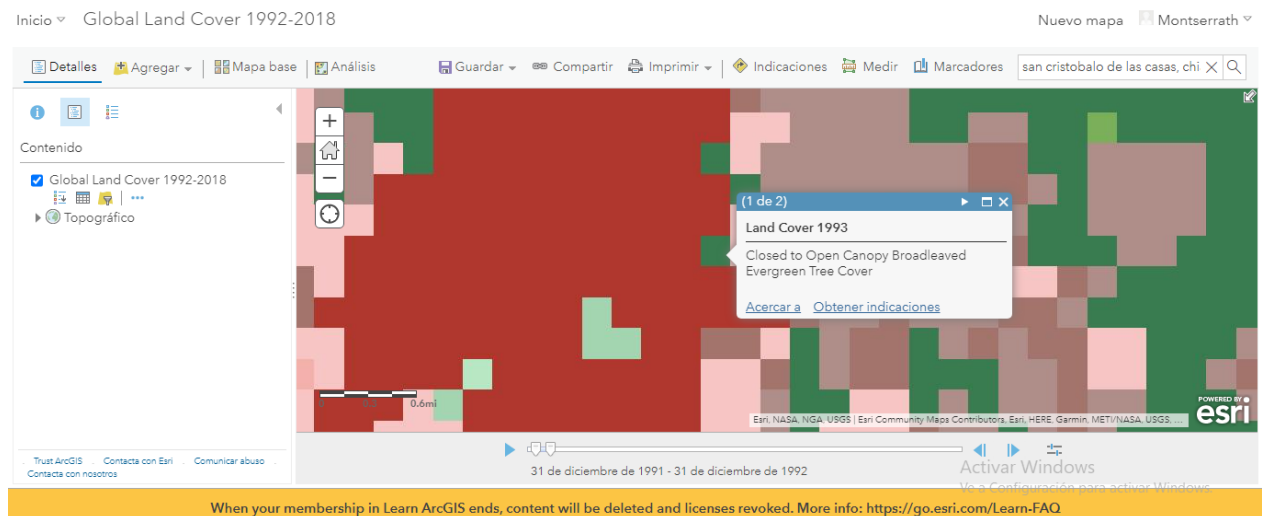 Inicio Global Land Cover 1992-2018 Nuevo mapa Montserrath
Detalles Agregar Mapa base Análisis Guardar Compartir Imprimir Indicaciones Medir Marcadores san cristobalo de las casas, chi
Contenido
Global Land Cover 1992-2018
Topográfico
(1 de 2)
Land Cover 1993
Closed to Open Canopy Broadleaved
Evergreen Tree Cover
Acercar a Obtener indicaciones
0.6mi
Esri, NASA, NGA, USGS | Esri Community Maps Contributors, Esri, HERE, Garmin, METI/NASA, USGS, ...
POWERED BY
esri
31 de diciembre de 1991 - 31 de diciembre de 1992
Trust ArcGIS . Contacta con Esri . Comunicar abuso .
Contacta con nosotros
Activar Windows
Ve a Configuración para activar Windows.
When your membership in Learn ArcGIS ends, content will be deleted and licenses revoked. More info: https://go.esri.com/Learn-FAQ